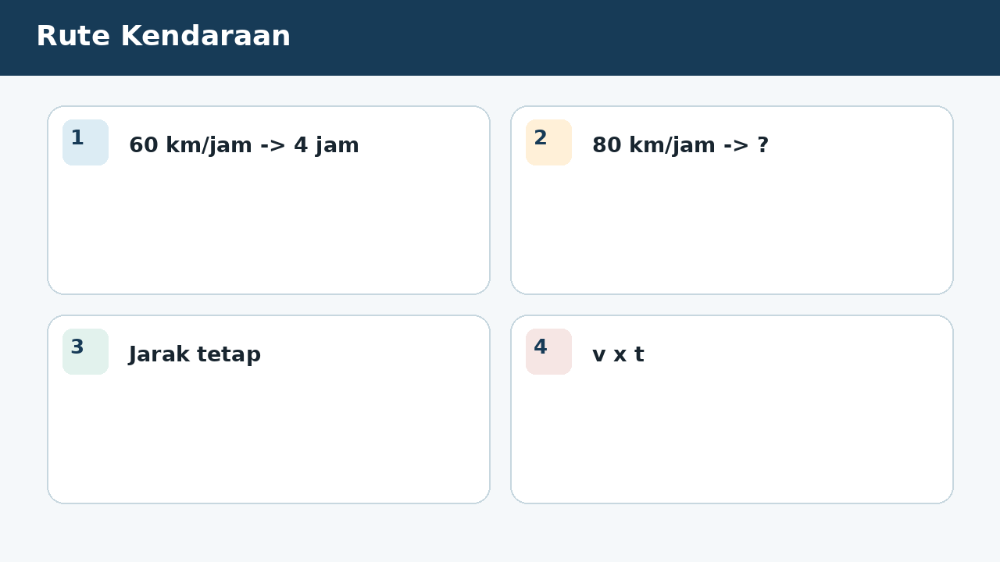 Rute Kendaraan
1
60 km/jam -> 4 jam
2
80 km/jam -> ?
3
Jarak tetap
4
v x t